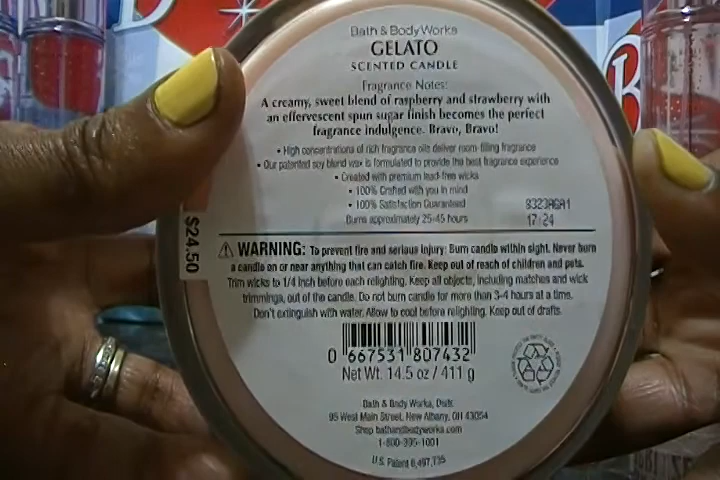 Bath & Body Works
GELATO
SCENTED CANDLE
Fragrance Notes:
A creamy, sweet blend of raspberry and strawberry with
an effervescent spun sugar finish becomes the perfect
fragrance indulgence. Bravo, Bravo!
• High concentrations of rich fragrance oils deliver room-filling fragrance
• Our patented soy blend wax is formulated to provide the best fragrance experience
• Created with premium lead-free wicks
• 100% Crafted with you in mind
• 100% Satisfaction Guaranteed
Burns approximately 25-45 hours
8323AGA1
17:24
$24.50
⚠ WARNING: To prevent fire and serious injury: Burn candle within sight. Never burn
a candle on or near anything that can catch fire. Keep out of reach of children and pets.
Trim wicks to 1/4 inch before each relighting. Keep all objects, including matches and wick
trimmings, out of the candle. Do not burn candle for more than 3-4 hours at a time.
Don't extinguish with water. Allow to cool before relighting. Keep out of drafts.
0 667531 807432
Net Wt. 14.5 oz / 411 g
Bath & Body Works, Distr.
95 West Main Street, New Albany, OH 43054
Shop bathandbodyworks.com
1-800-395-1001
U.S. Patent 6,497,735